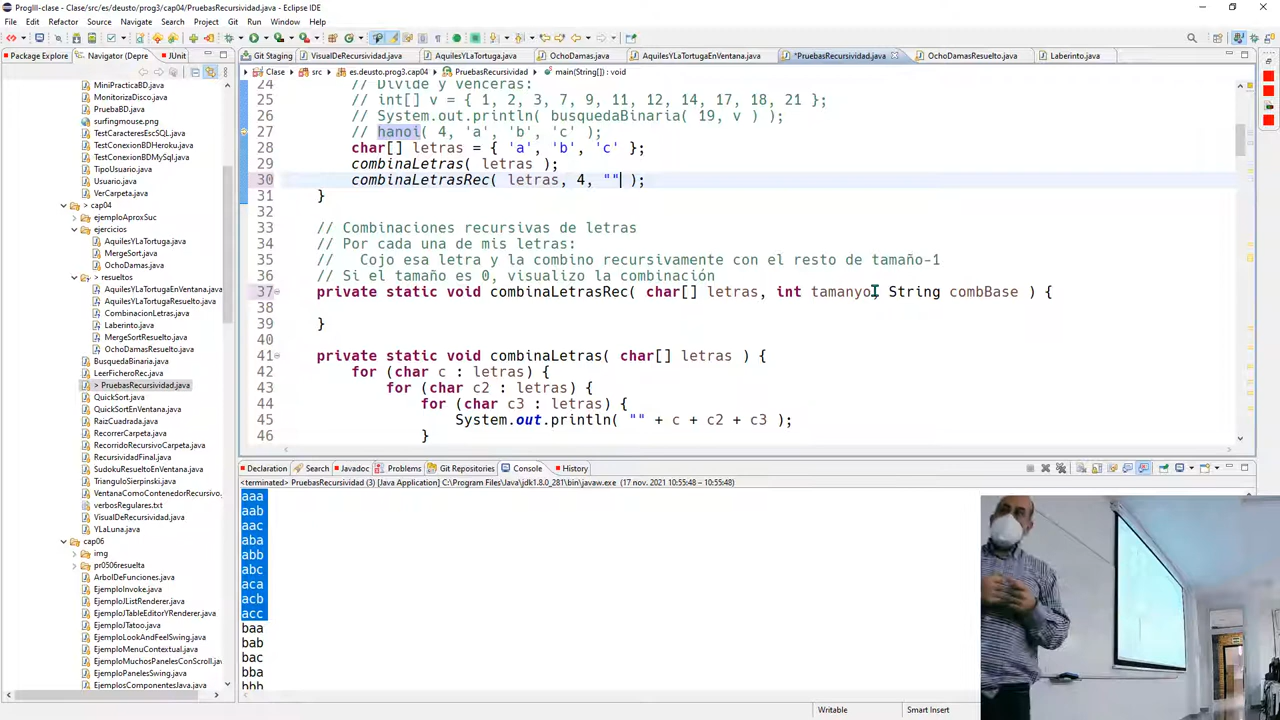 ProgIII-clase - Clase/src/es/deusto/prog3/cap04/PruebasRecursividad.java - Eclipse IDE
File Edit Refactor Source Navigate Search Project Git Run Window Help
Package Explorer Navigator (Depre JUnit
Git Staging VisualDeRecursividad.java AquilesYLaTortuga.java OchoDamas.java AquilesYLaTortugaEnVentana.java *PruebasRecursividad.java OchoDamasResuelto.java Laberinto.java
Clase src es.deusto.prog3.cap04 PruebasRecursividad main(String[]) : void
MiniPracticaBD.java
MonitorizaDisco.java
PruebaBD.java
surfingmouse.png
TestCaracteresEscSQL.java
TestConexionBDHeroku.java
TestConexionBDMySql.java
TipoUsuario.java
Usuario.java
VerCarpeta.java
> cap04
ejemploAproxSuc
ejercicios
AquilesYLaTortuga.java
MergeSort.java
OchoDamas.java
> resueltos
AquilesYLaTortugaEnVentana.java
AquilesYLaTortugaResuelto.java
CombinacionLetras.java
Laberinto.java
MergeSortResuelto.java
OchoDamasResuelto.java
BusquedaBinaria.java
LeerFicheroRec.java
> PruebasRecursividad.java
QuickSort.java
QuickSortEnVentana.java
RaizCuadrada.java
RecorrerCarpeta.java
RecorridoRecursivoCarpeta.java
RecursividadFinal.java
SudokuResueltoEnVentana.java
TrianguloSierpinski.java
VentanaComoContenedorRecursivo.
verbosRegulares.txt
VisualDeRecursividad.java
YLaLuna.java
cap06
img
pr0506resuelta
ArbolDeFunciones.java
EjemploInvoke.java
EjemploJListRenderer.java
EjemploJTableEditorYRenderer.java
EjemploJTatoo.java
EjemploLookAndFeelSwing.java
EjemploMenuContextual.java
EjemploMuchosPanelesConScroll.jav
EjemploPanelesSwing.java
EjemplosComponentesJava.java
24 // Divide y vencerás:
25 // int[] v = { 1, 2, 3, 7, 9, 11, 12, 14, 17, 18, 21 };
26 // System.out.println( busquedaBinaria( 19, v ) );
27 // hanoi( 4, 'a', 'b', 'c' );
28 char[] letras = { 'a', 'b', 'c' };
29 combinaLetras( letras );
30 combinaLetrasRec( letras, 4, "" );
31 }
32
33 // Combinaciones recursivas de letras
34 // Por cada una de mis letras:
35 // Cojo esa letra y la combino recursivamente con el resto de tamaño-1
36 // Si el tamaño es 0, visualizo la combinación
37 private static void combinaLetrasRec( char[] letras, int tamanyo, String combBase ) {
38
39 }
40
41 private static void combinaLetras( char[] letras ) {
42 for (char c : letras) {
43 for (char c2 : letras) {
44 for (char c3 : letras) {
45 System.out.println( "" + c + c2 + c3 );
46 }
Declaration Search Javadoc Problems Git Repositories Console History
<terminated> PruebasRecursividad (3) [Java Application] C:\Program Files\Java\jdk1.8.0_281\bin\javaw.exe (17 nov. 2021 10:55:48 – 10:55:48)
aaa
aab
aac
aba
abb
abc
aca
acb
acc
baa
bab
bac
bba
bbb
Writable Smart Insert